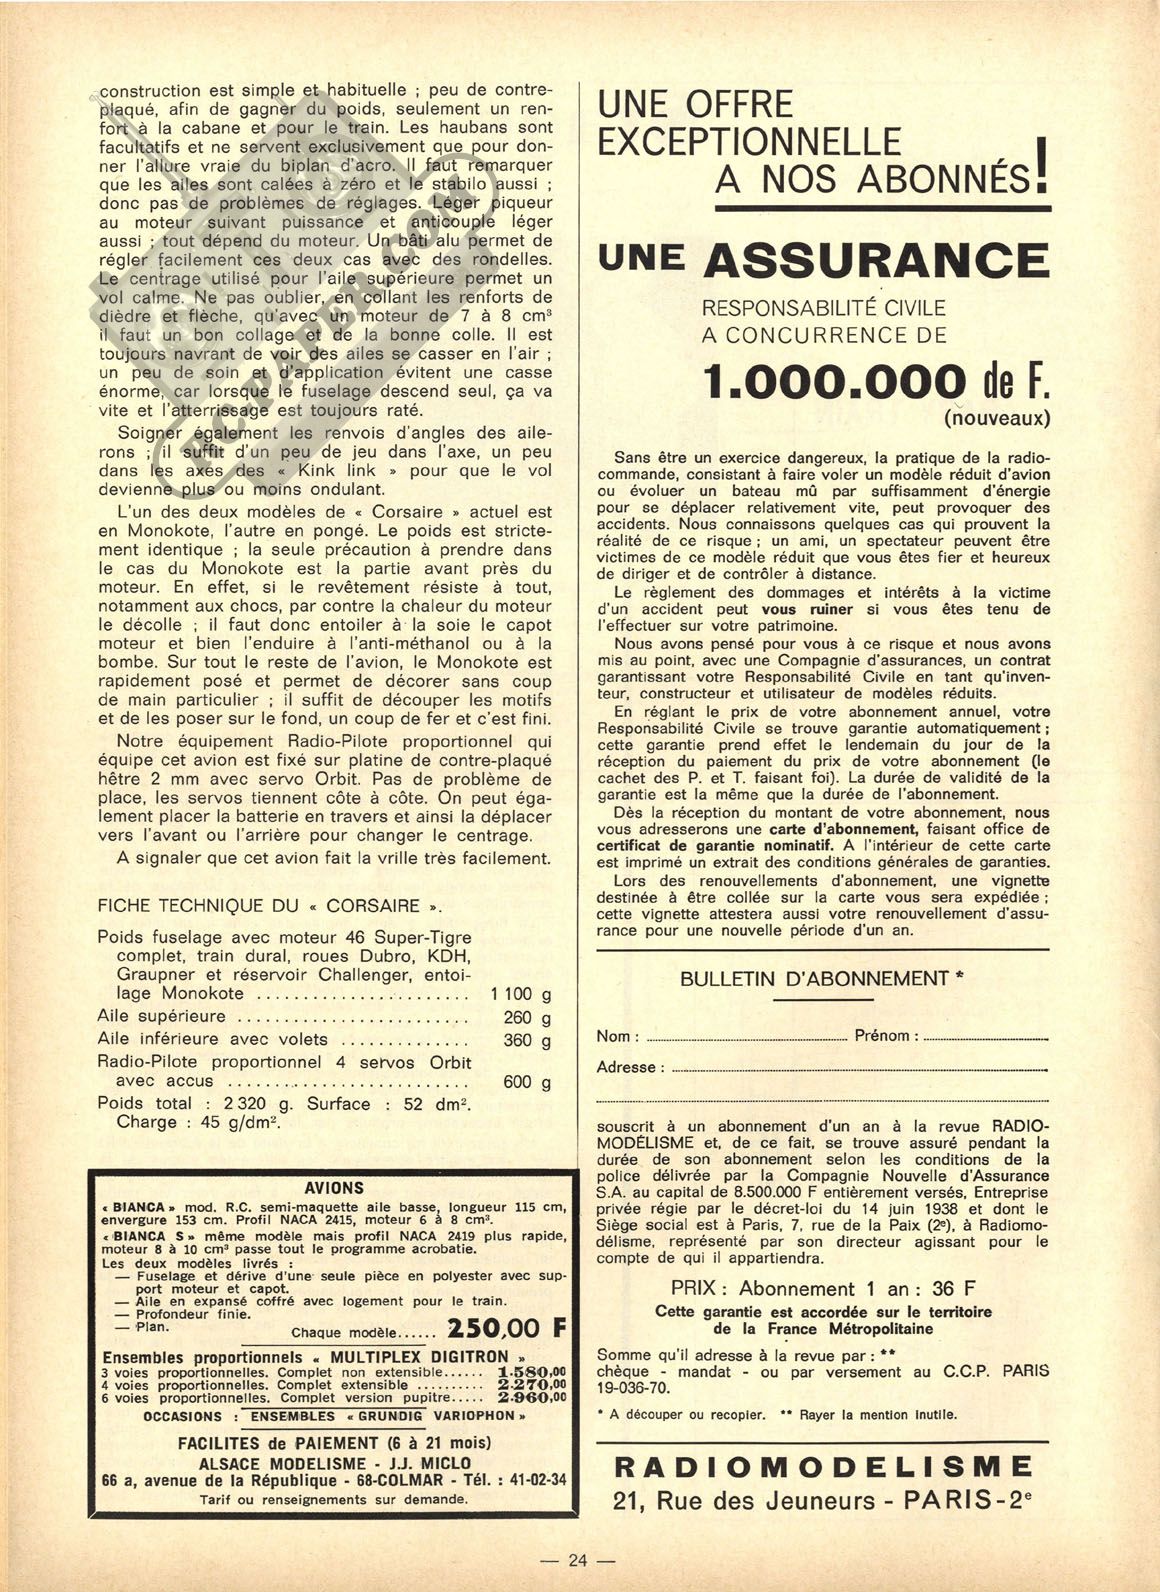 construction est simple et habituelle ; peu de contre-
plaqué, afin de gagner du poids, seulement un ren-
fort à la cabane et pour le train. Les haubans sont
facultatifs et ne servent exclusivement que pour don-
ner l'allure vraie du biplan d'acro. Il faut remarquer
que les ailes sont calées à zéro et le stabilo aussi ;
donc pas de problèmes de réglages. Léger piqueur
au moteur suivant puissance et anticouple léger
aussi ; tout dépend du moteur. Un bâti alu permet de
régler facilement ces deux cas avec des rondelles.
Le centrage utilisé pour l'aile supérieure permet un
vol calme. Ne pas oublier, en collant les renforts de
dièdre et flèche, qu'avec un moteur de 7 à 8 cm³
il faut un bon collage et de la bonne colle. Il est
toujours navrant de voir des ailes se casser en l'air ;
un peu de soin et d'application évitent une casse
énorme, car lorsque le fuselage descend seul, ça va
vite et l'atterrissage est toujours raté.
Soigner également les renvois d'angles des aile-
rons ; il suffit d'un peu de jeu dans l'axe, un peu
dans les axes des « Kink link » pour que le vol
devienne plus ou moins ondulant.
L'un des deux modèles de « Corsaire » actuel est
en Monokote, l'autre en pongé. Le poids est stricte-
ment identique ; la seule précaution à prendre dans
le cas du Monokote est la partie avant près du
moteur. En effet, si le revêtement résiste à tout,
notamment aux chocs, par contre la chaleur du moteur
le décolle ; il faut donc entoiler à la soie le capot
moteur et bien l'enduire à l'anti-méthanol ou à la
bombe. Sur tout le reste de l'avion, le Monokote est
rapidement posé et permet de décorer sans coup
de main particulier ; il suffit de découper les motifs
et de les poser sur le fond, un coup de fer et c'est fini.
Notre équipement Radio-Pilote proportionnel qui
équipe cet avion est fixé sur platine de contre-plaqué
hêtre 2 mm avec servo Orbit. Pas de problème de
place, les servos tiennent côte à côte. On peut éga-
lement placer la batterie en travers et ainsi la déplacer
vers l'avant ou l'arrière pour changer le centrage.
A signaler que cet avion fait la vrille très facilement.
FICHE TECHNIQUE DU « CORSAIRE ».
Poids fuselage avec moteur 46 Super-Tigre
complet, train dural, roues Dubro, KDH,
Graupner et réservoir Challenger, entoi-
lage Monokote ........................ 1 100 g
Aile supérieure .......................... 260 g
Aile inférieure avec volets .............. 360 g
Radio-Pilote proportionnel 4 servos Orbit
avec accus ........................... 600 g
Poids total : 2 320 g. Surface : 52 dm².
Charge : 45 g/dm².
AVIONS
« BIANCA » mod. R.C. semi-maquette aile basse, longueur 115 cm,
envergure 153 cm. Profil NACA 2415, moteur 6 à 8 cm³.
« BIANCA S » même modèle mais profil NACA 2419 plus rapide,
moteur 8 à 10 cm³ passe tout le programme acrobatie.
Les deux modèles livrés :
— Fuselage et dérive d'une seule pièce en polyester avec sup-
port moteur et capot.
— Aile en expansé coffré avec logement pour le train.
— Profondeur finie.
— Plan. Chaque modèle...... 250,00 F
Ensembles proportionnels « MULTIPLEX DIGITRON »
3 voies proportionnelles. Complet non extensible...... 1.580,00
4 voies proportionnelles. Complet extensible .......... 2.270,00
6 voies proportionnelles. Complet version pupitre..... 2.960,00
OCCASIONS : ENSEMBLES « GRUNDIG VARIOPHON »
FACILITES de PAIEMENT (6 à 21 mois)
ALSACE MODELISME - J.J. MICLO
66 a, avenue de la République - 68-COLMAR - Tél. : 41-02-34
Tarif ou renseignements sur demande.
UNE OFFRE
EXCEPTIONNELLE
A NOS ABONNÉS!
UNE ASSURANCE
RESPONSABILITÉ CIVILE
A CONCURRENCE DE
1.000.000 de F.
(nouveaux)
Sans être un exercice dangereux, la pratique de la radio-
commande, consistant à faire voler un modèle réduit d'avion
ou évoluer un bateau mû par suffisamment d'énergie
pour se déplacer relativement vite, peut provoquer des
accidents. Nous connaissons quelques cas qui prouvent la
réalité de ce risque ; un ami, un spectateur peuvent être
victimes de ce modèle réduit que vous êtes fier et heureux
de diriger et de contrôler à distance.
Le règlement des dommages et intérêts à la victime
d'un accident peut vous ruiner si vous êtes tenu de
l'effectuer sur votre patrimoine.
Nous avons pensé pour vous à ce risque et nous avons
mis au point, avec une Compagnie d'assurances, un contrat
garantissant votre Responsabilité Civile en tant qu'inven-
teur, constructeur et utilisateur de modèles réduits.
En réglant le prix de votre abonnement annuel, votre
Responsabilité Civile se trouve garantie automatiquement ;
cette garantie prend effet le lendemain du jour de la
réception du paiement du prix de votre abonnement (le
cachet des P. et T. faisant foi). La durée de validité de la
garantie est la même que la durée de l'abonnement.
Dès la réception du montant de votre abonnement, nous
vous adresserons une carte d'abonnement, faisant office de
certificat de garantie nominatif. A l'intérieur de cette carte
est imprimé un extrait des conditions générales de garanties.
Lors des renouvellements d'abonnement, une vignette
destinée à être collée sur la carte vous sera expédiée ;
cette vignette attestera aussi votre renouvellement d'assu-
rance pour une nouvelle période d'un an.
BULLETIN D'ABONNEMENT *
Nom : .................... Prénom : ....................
Adresse : ....................
souscrit à un abonnement d'un an à la revue RADIO-
MODÉLISME et, de ce fait, se trouve assuré pendant la
durée de son abonnement selon les conditions de la
police délivrée par la Compagnie Nouvelle d'Assurance
S.A. au capital de 8.500.000 F entièrement versés, Entreprise
privée régie par le décret-loi du 14 juin 1938 et dont le
Siège social est à Paris, 7, rue de la Paix (2e), à Radiomo-
délisme, représenté par son directeur agissant pour le
compte de qui il appartiendra.
PRIX : Abonnement 1 an : 36 F
Cette garantie est accordée sur le territoire
de la France Métropolitaine
Somme qu'il adresse à la revue par : **
chèque - mandat - ou par versement au C.C.P. PARIS
19-036-70.
* A découper ou recopier. ** Rayer la mention inutile.
RADIOMODELISME
21, Rue des Jeuneurs - PARIS-2e
— 24 —